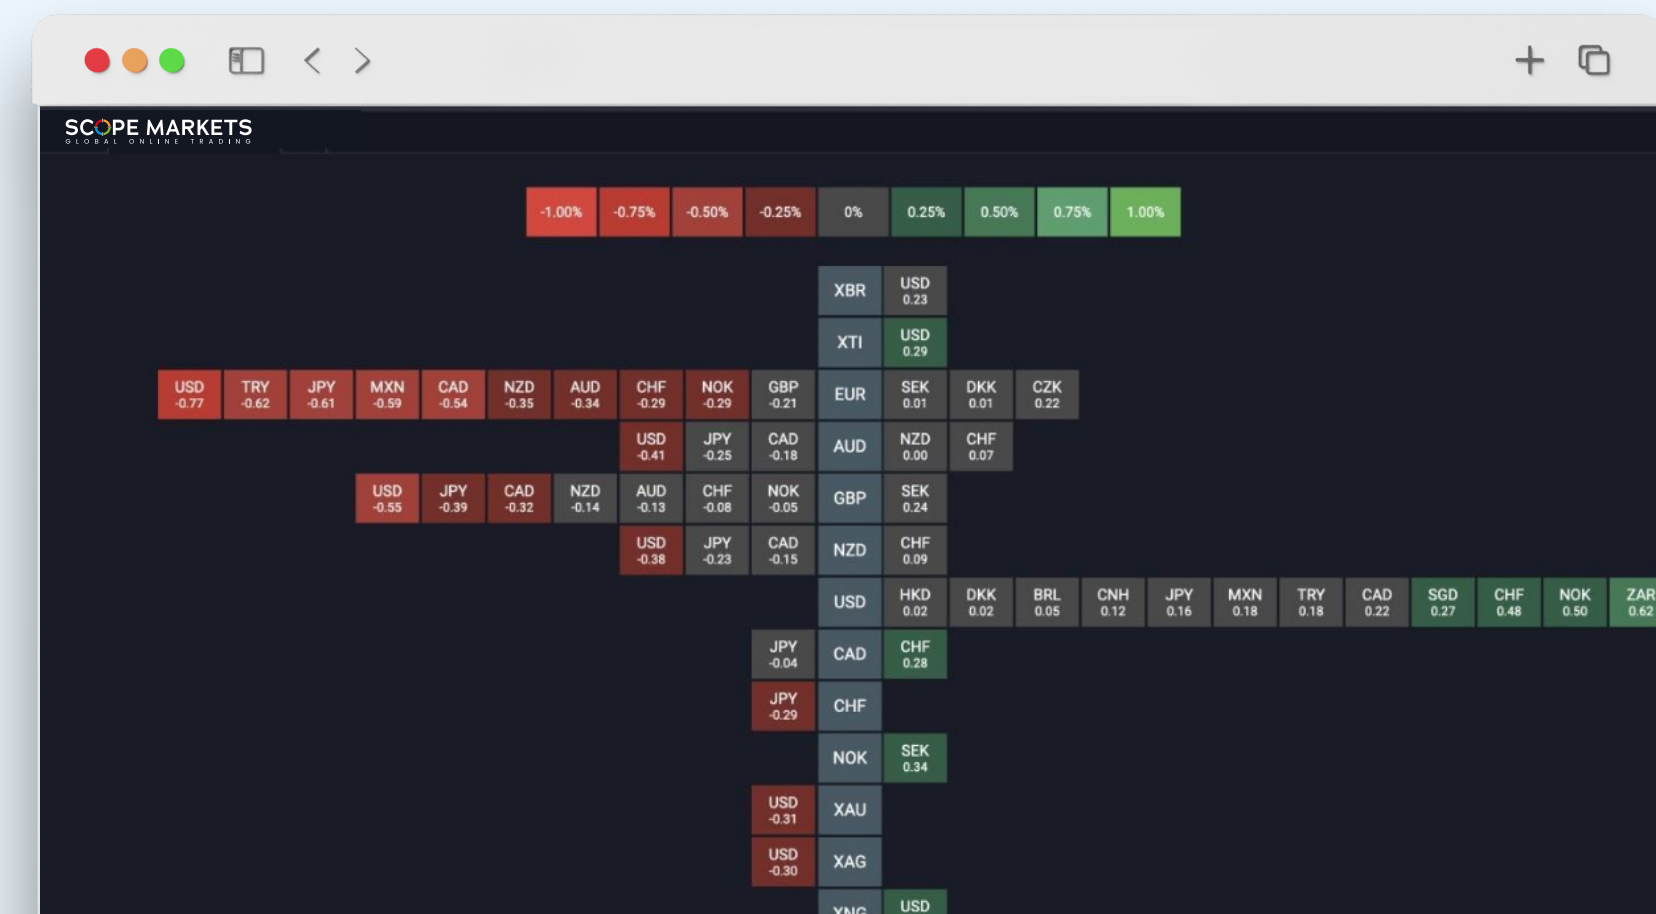 SCOPE MARKETS
GLOBAL ONLINE TRADING
-1.00% -0.75% -0.50% -0.25% 0% 0.25% 0.50% 0.75% 1.00%
XBR USD
0.23
XTI USD
0.29
USD TRY JPY MXN CAD NZD AUD CHF NOK GBP EUR SEK DKK CZK
-0.77 -0.62 -0.61 -0.59 -0.54 -0.35 -0.34 -0.29 -0.29 -0.21 0.01 0.01 0.22
USD JPY CAD AUD NZD CHF
-0.41 -0.25 -0.18 0.00 0.07
USD JPY CAD NZD AUD CHF NOK GBP SEK
-0.55 -0.39 -0.32 -0.14 -0.13 -0.08 -0.05 0.24
USD JPY CAD NZD CHF
-0.38 -0.23 -0.15 0.09
USD HKD DKK BRL CNH JPY MXN TRY CAD SGD CHF NOK ZAR
0.02 0.02 0.05 0.12 0.16 0.18 0.18 0.22 0.27 0.48 0.50 0.62
JPY CAD CHF
-0.04 0.28
JPY CHF
-0.29
NOK SEK
0.34
USD XAU
-0.31
USD XAG
-0.30
XNG USD